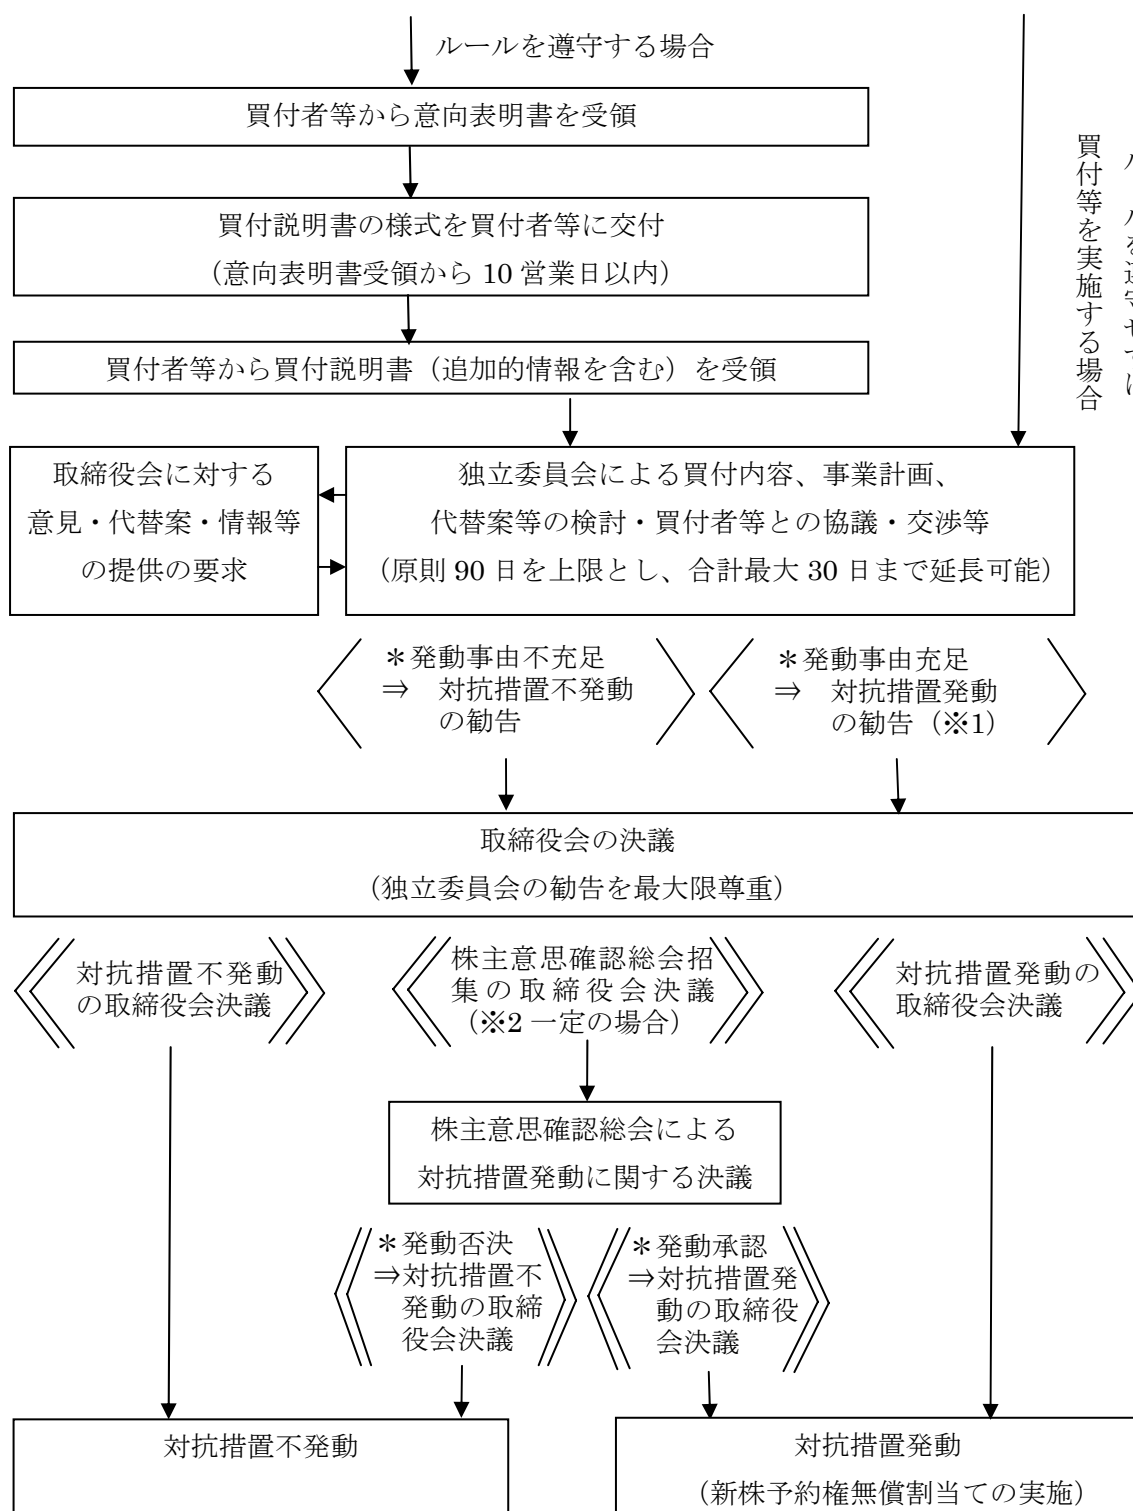 ルールを遵守する場合
買付者等から意向表明書を受領
買付説明書の様式を買付者等に交付
（意向表明書受領から 10 営業日以内）
買付者等から買付説明書（追加的情報を含む）を受領
買付等を実施する場合
取締役会に対する
意見・代替案・情報等
の提供の要求
独立委員会による買付内容、事業計画、
代替案等の検討・買付者等との協議・交渉等
（原則 90 日を上限とし、合計最大 30 日まで延長可能）
＊発動事由不充足
⇒　対抗措置不発動
の勧告
＊発動事由充足
⇒　対抗措置発動
の勧告（※1）
取締役会の決議
（独立委員会の勧告を最大限尊重）
対抗措置不発動
の取締役会決議
株主意思確認総会招
集の取締役会決議
（※2 一定の場合）
対抗措置発動の
取締役会決議
株主意思確認総会による
対抗措置発動に関する決議
＊発動否決
⇒対抗措置不
発動の取締
役会決議
＊発動承認
⇒対抗措置発
動の取締役
会決議
対抗措置不発動
対抗措置発動
（新株予約権無償割当ての実施）